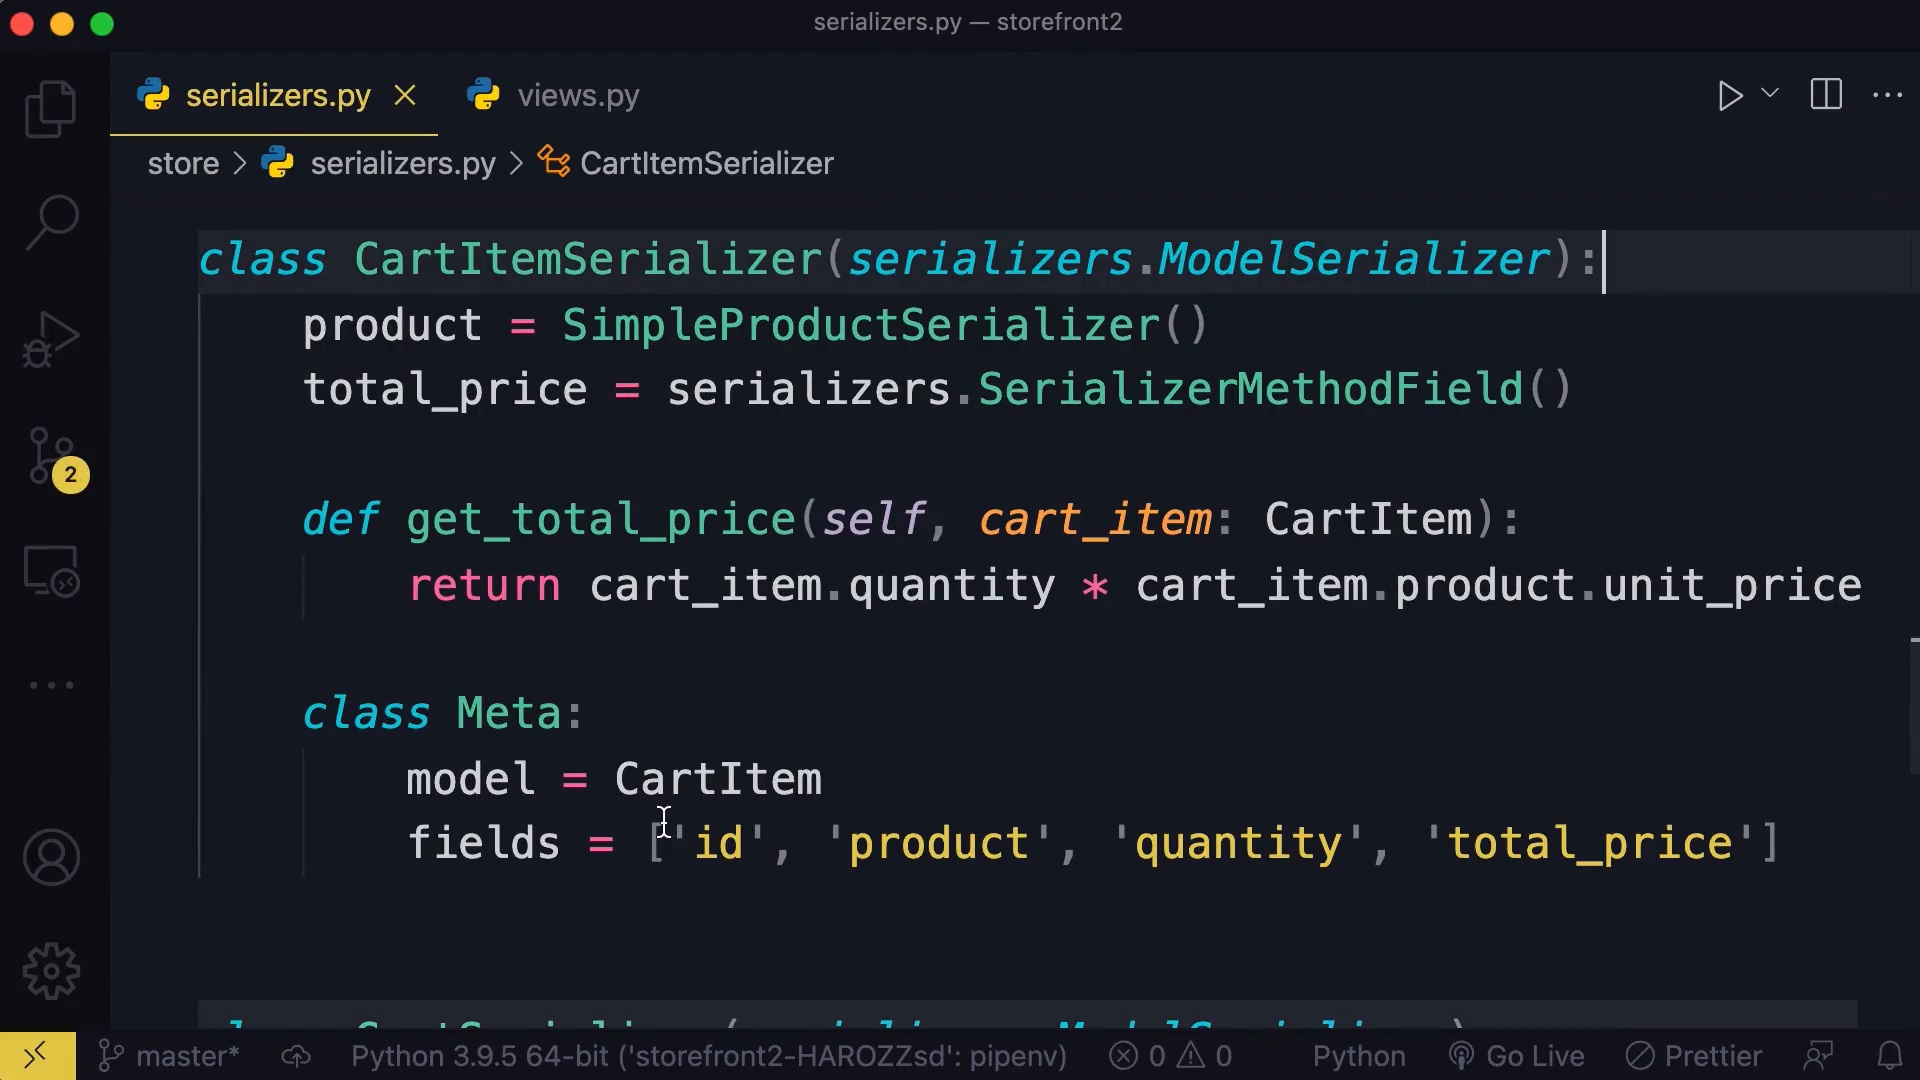 serializers.py — storefront2
serializers.py views.py
store > serializers.py > CartItemSerializer
class CartItemSerializer(serializers.ModelSerializer):
product = SimpleProductSerializer()
total_price = serializers.SerializerMethodField()
def get_total_price(self, cart_item: CartItem):
return cart_item.quantity * cart_item.product.unit_price
class Meta:
model = CartItem
fields = ['id', 'product', 'quantity', 'total_price']
2
master* Python 3.9.5 64-bit ('storefront2-HAROZZsd': pipenv) 0 0 Python Go Live Prettier